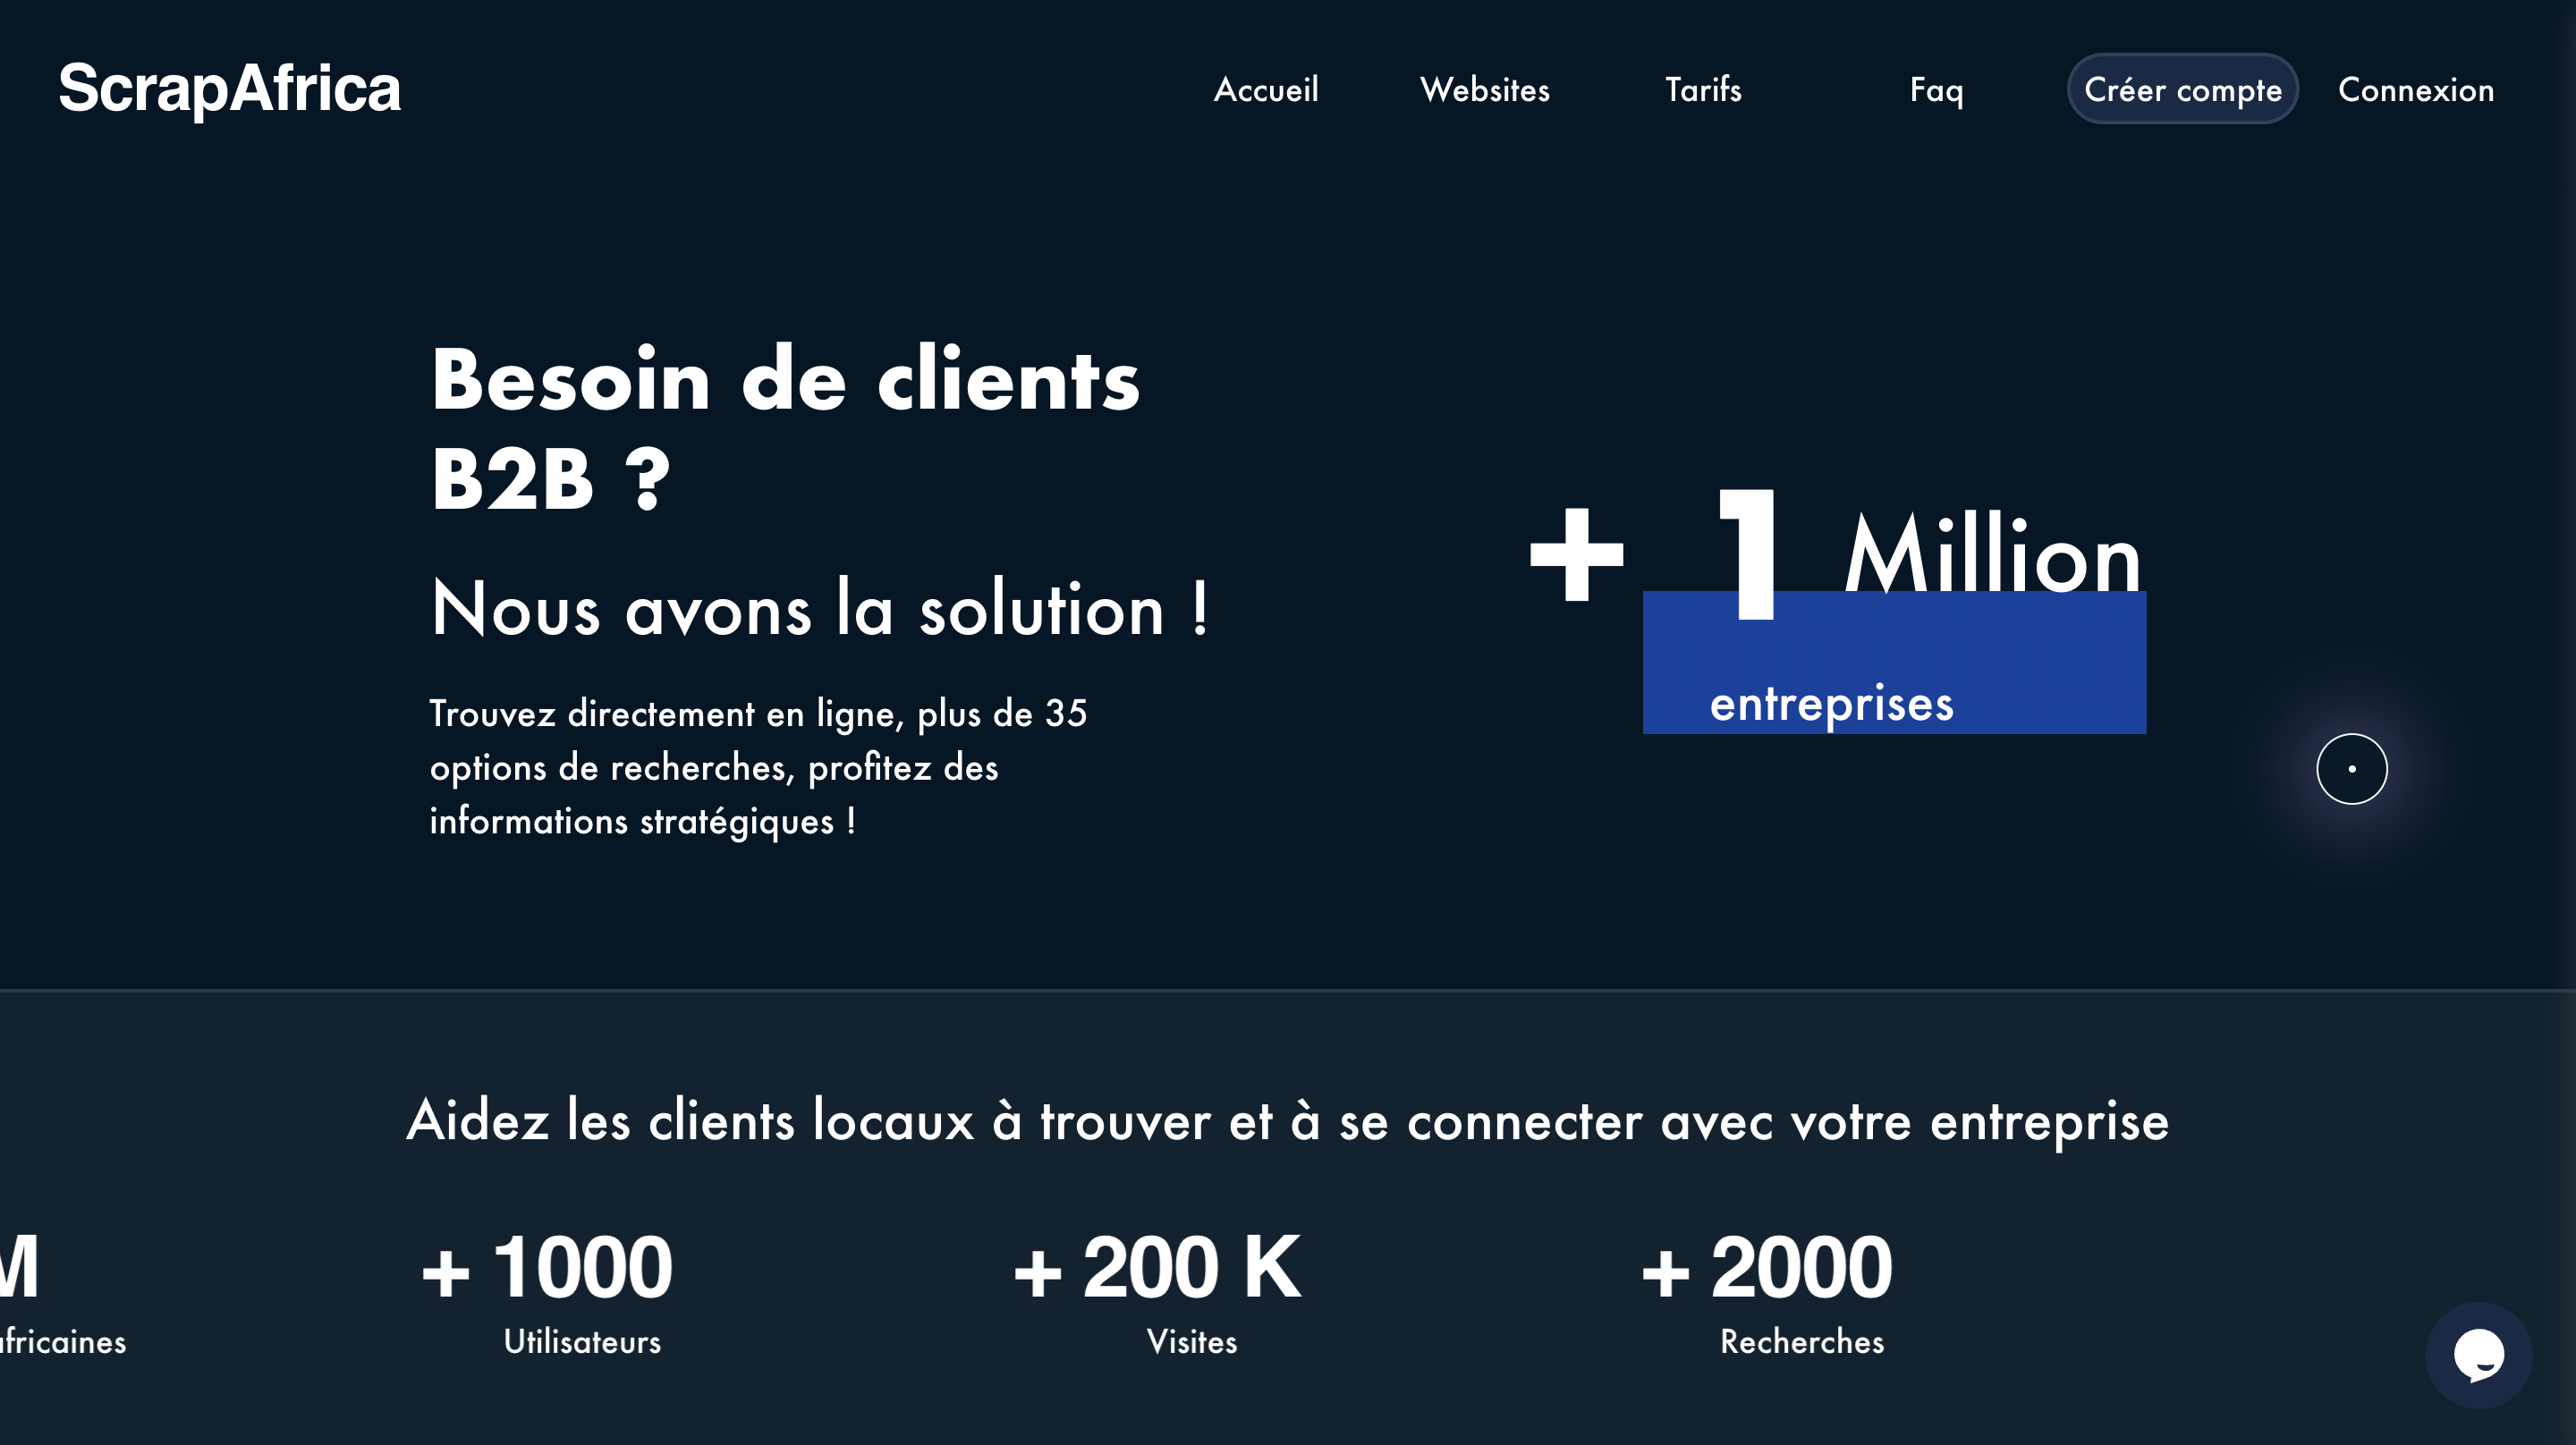 ScrapAfrica
Accueil
Websites
Tarifs
Faq
Créer compte
Connexion
Besoin de clients
B2B ?
Nous avons la solution !
Trouvez directement en ligne, plus de 35
options de recherches, profitez des
informations stratégiques !
+ 1 Million
entreprises
Aidez les clients locaux à trouver et à se connecter avec votre entreprise
+ 1000
Utilisateurs
+ 200 K
Visites
+ 2000
Recherches